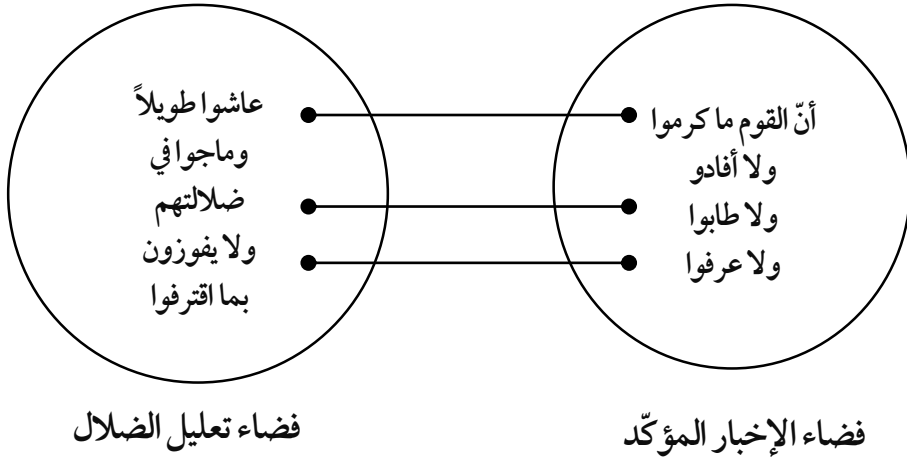 أنّ القوم ما كرموا
ولا أفادو
ولا طابوا
ولا عرفوا
فضاء الإخبار المؤكّد
عاشوا طويلاً
وماجوا في
ضلالتهم
ولا يفوزون
بما اقترفوا
فضاء تعليل الضلال